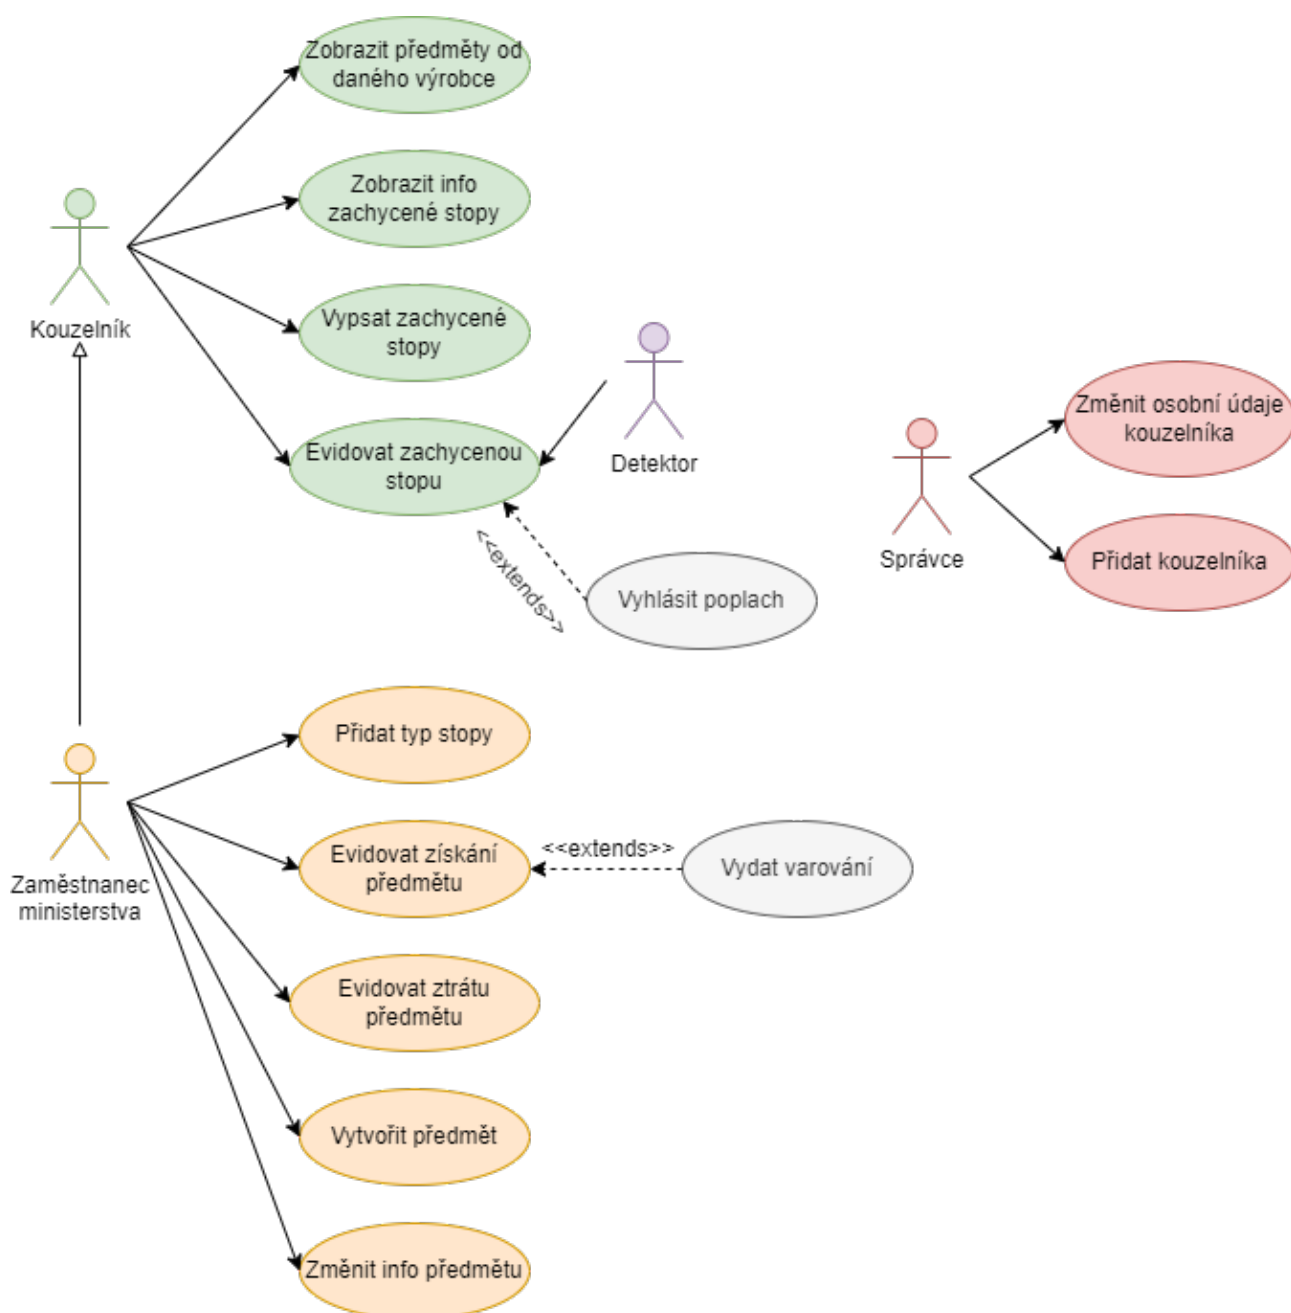 Zobrazit předměty od
daného výrobce
Zobrazit info
zachycené stopy
Kouzelník
Vypsat zachycené
stopy
Evidovat zachycenou
stopu
Detektor
<<extends>>
Vyhlásit poplach
Změnit osobní údaje
kouzelníka
Správce
Přidat kouzelníka
Přidat typ stopy
Zaměstnanec
ministerstva
Evidovat získání
předmětu
<<extends>>
Vydat varování
Evidovat ztrátu
předmětu
Vytvořit předmět
Změnit info předmětu